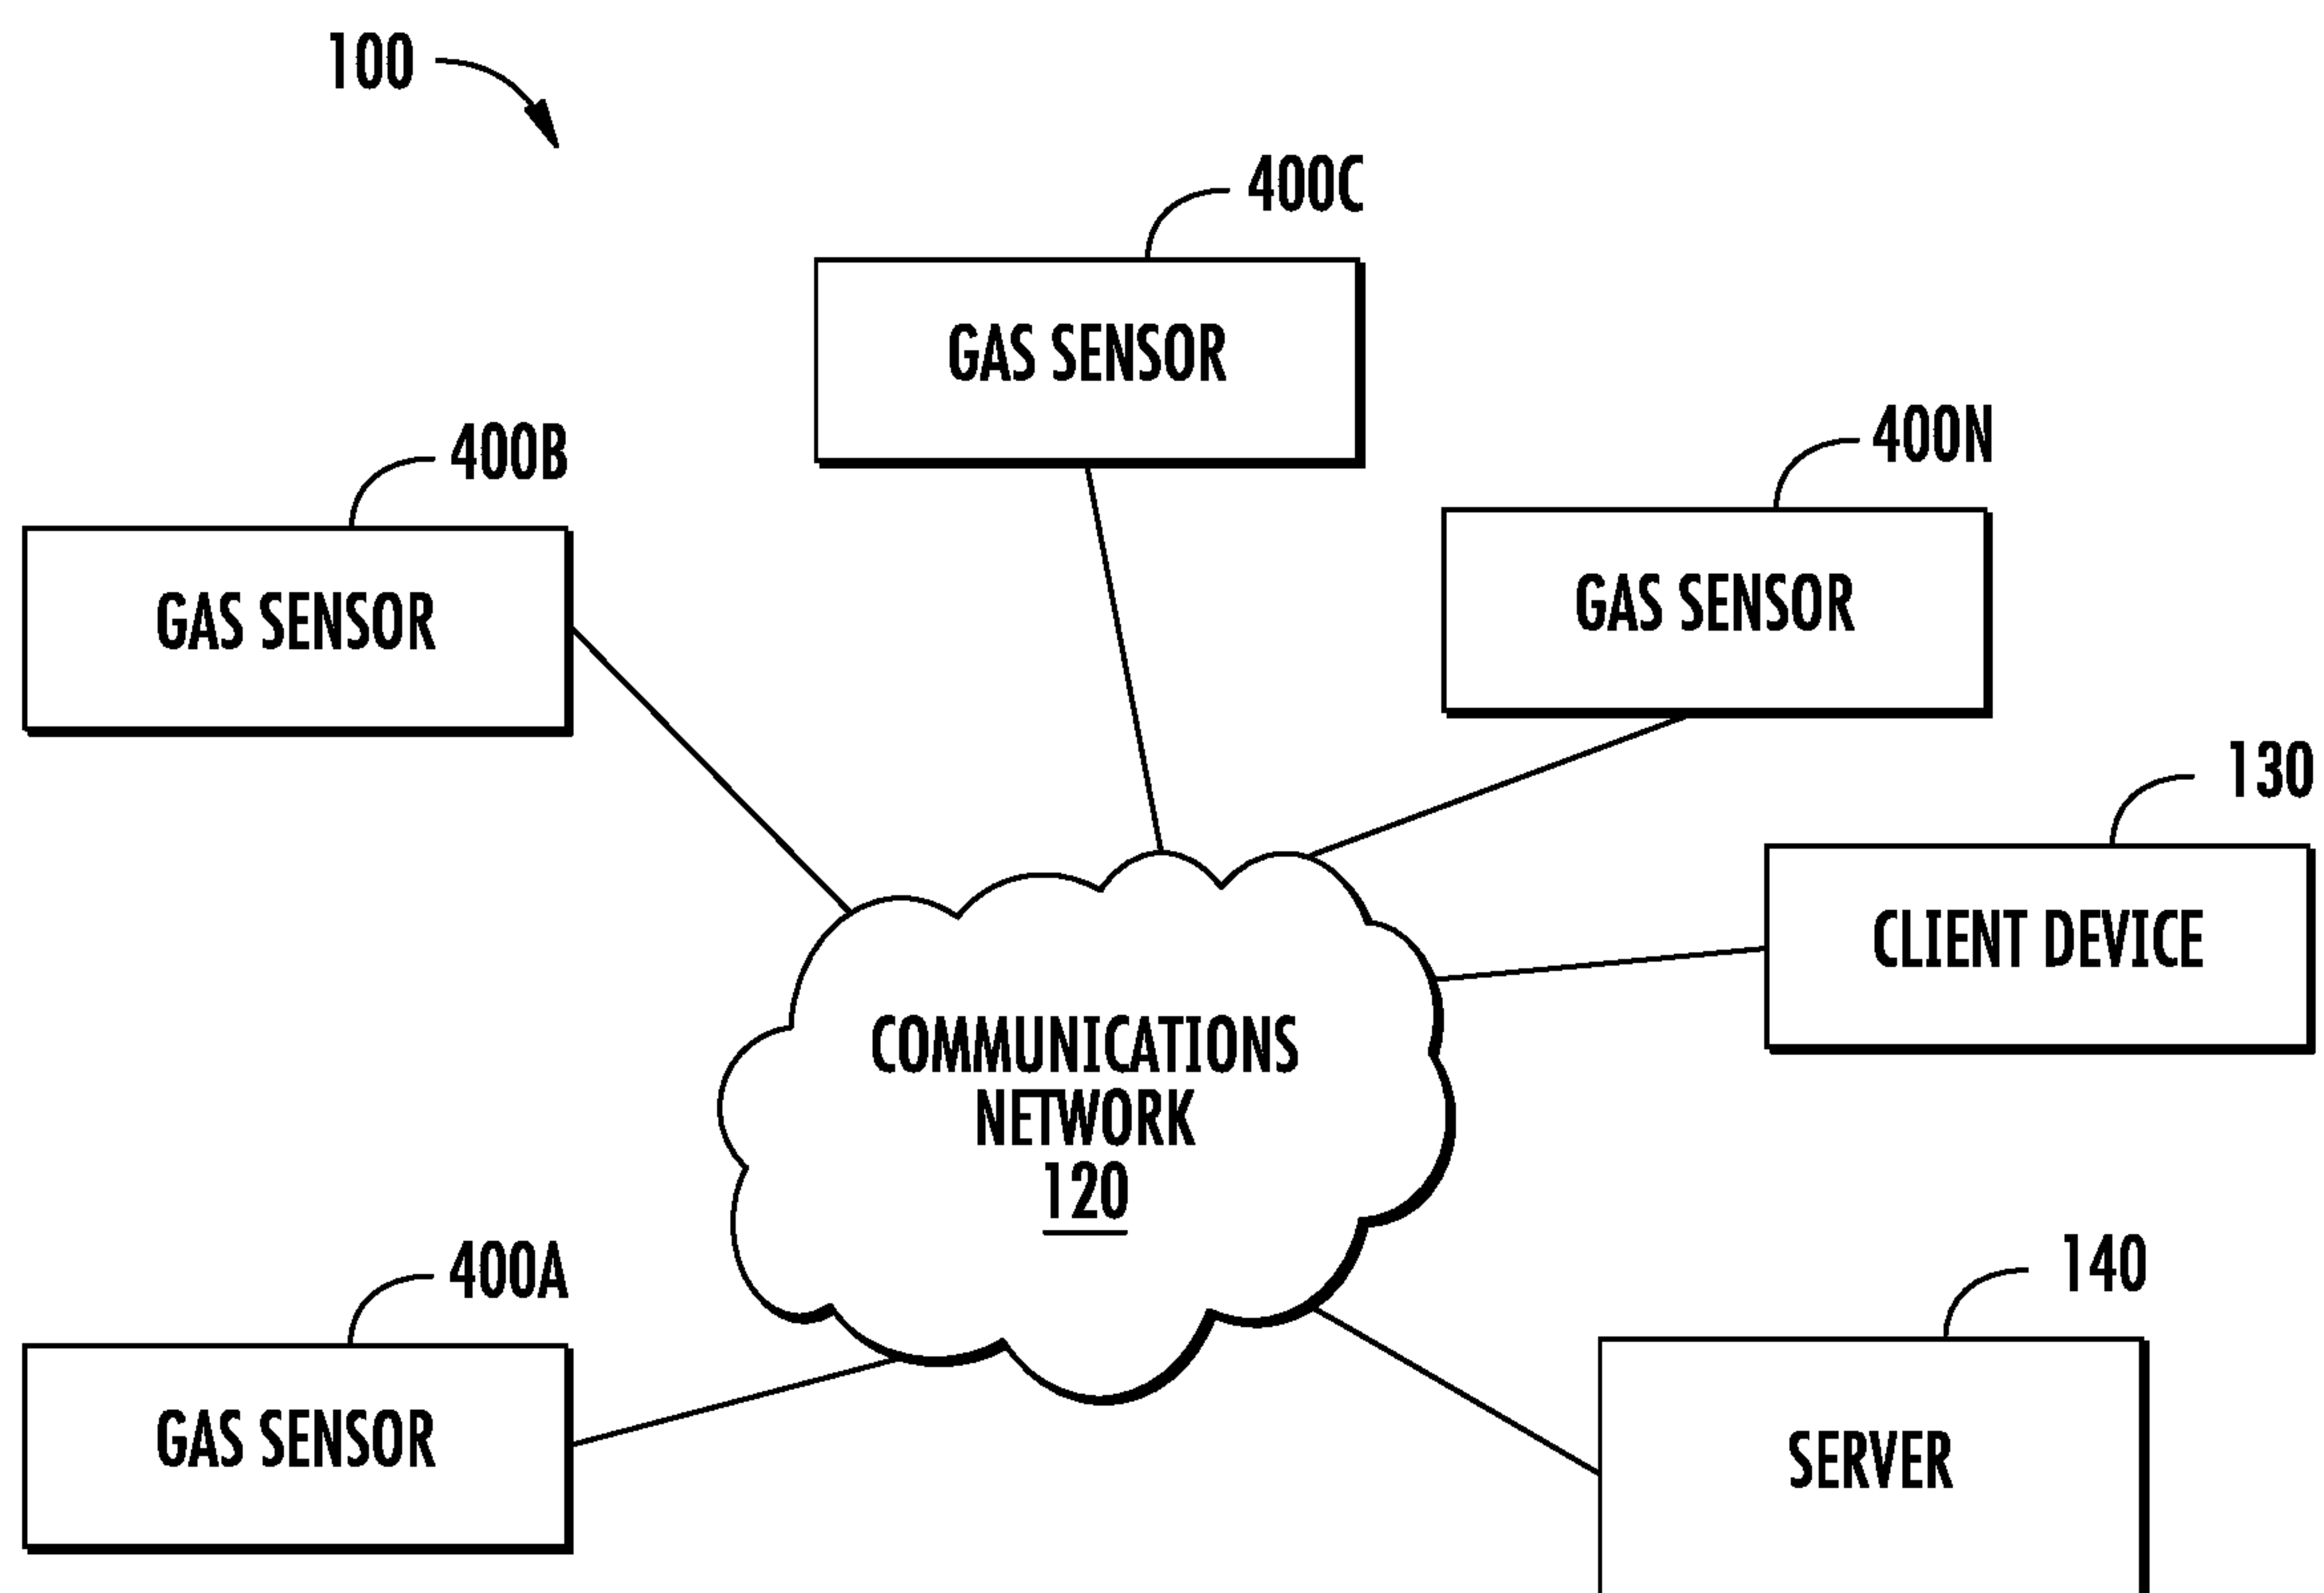 100
400C
GAS SENSOR
400B
GAS SENSOR
400N
GAS SENSOR
130
CLIENT DEVICE
COMMUNICATIONS
NETWORK
120
400A
GAS SENSOR
140
SERVER